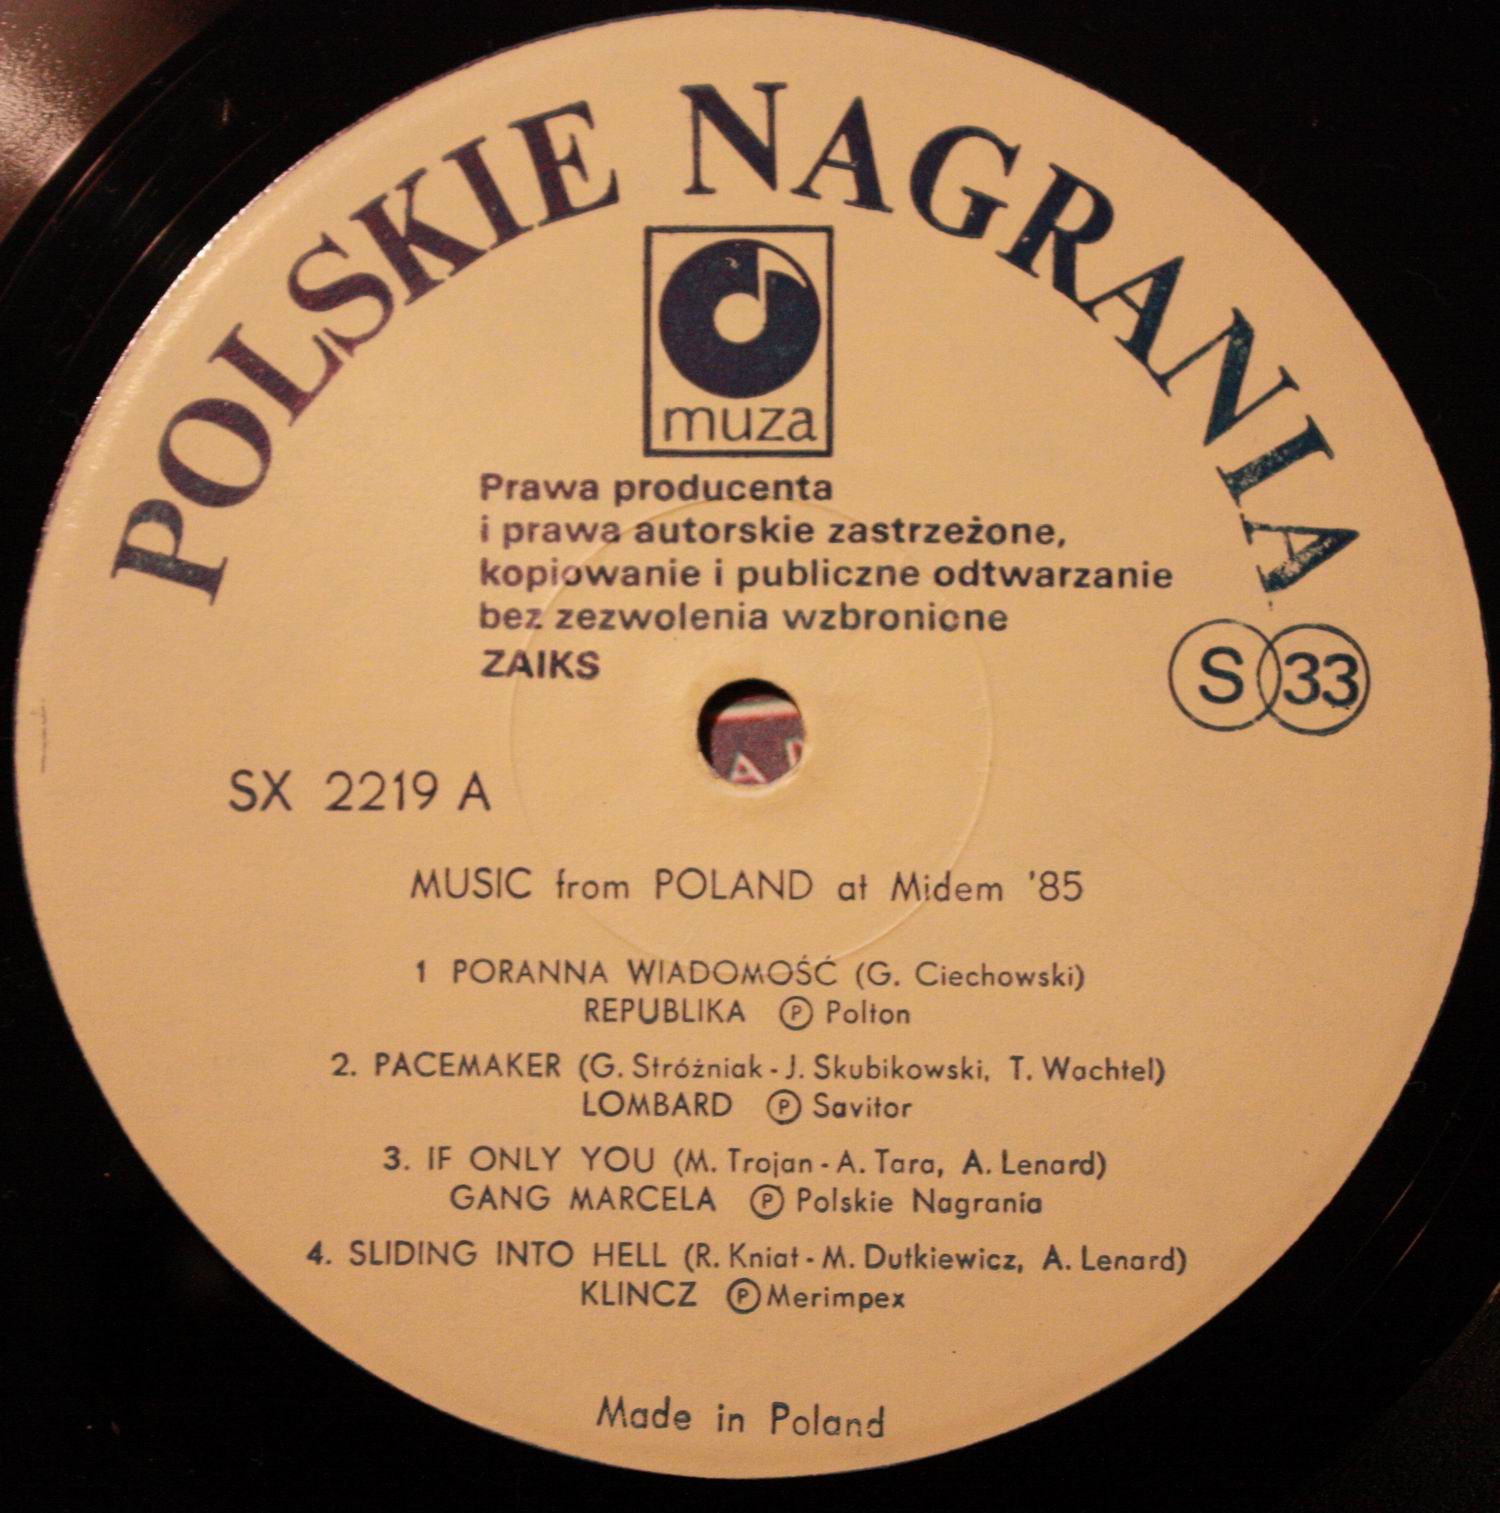 POLSKIE NAGRANIA
muza
Prawa producenta
i prawa autorskie zastrzeżone,
kopiowanie i publiczne odtwarzanie
bez zezwolenia wzbronione
ZAIKS
S 33
SX 2219 A
MUSIC from POLAND at Midem '85
1 PORANNA WIADOMOŚĆ (G. Ciechowski)
REPUBLIKA Ⓟ Polton
2. PACEMAKER (G. Stróżniak - J. Skubikowski, T. Wachtel)
LOMBARD Ⓟ Savitor
3. IF ONLY YOU (M. Trojan - A. Tara, A. Lenard)
GANG MARCELA Ⓟ Polskie Nagrania
4. SLIDING INTO HELL (R. Kniat - M. Dutkiewicz, A. Lenard)
KLINCZ Ⓟ Merimpex
Made in Poland